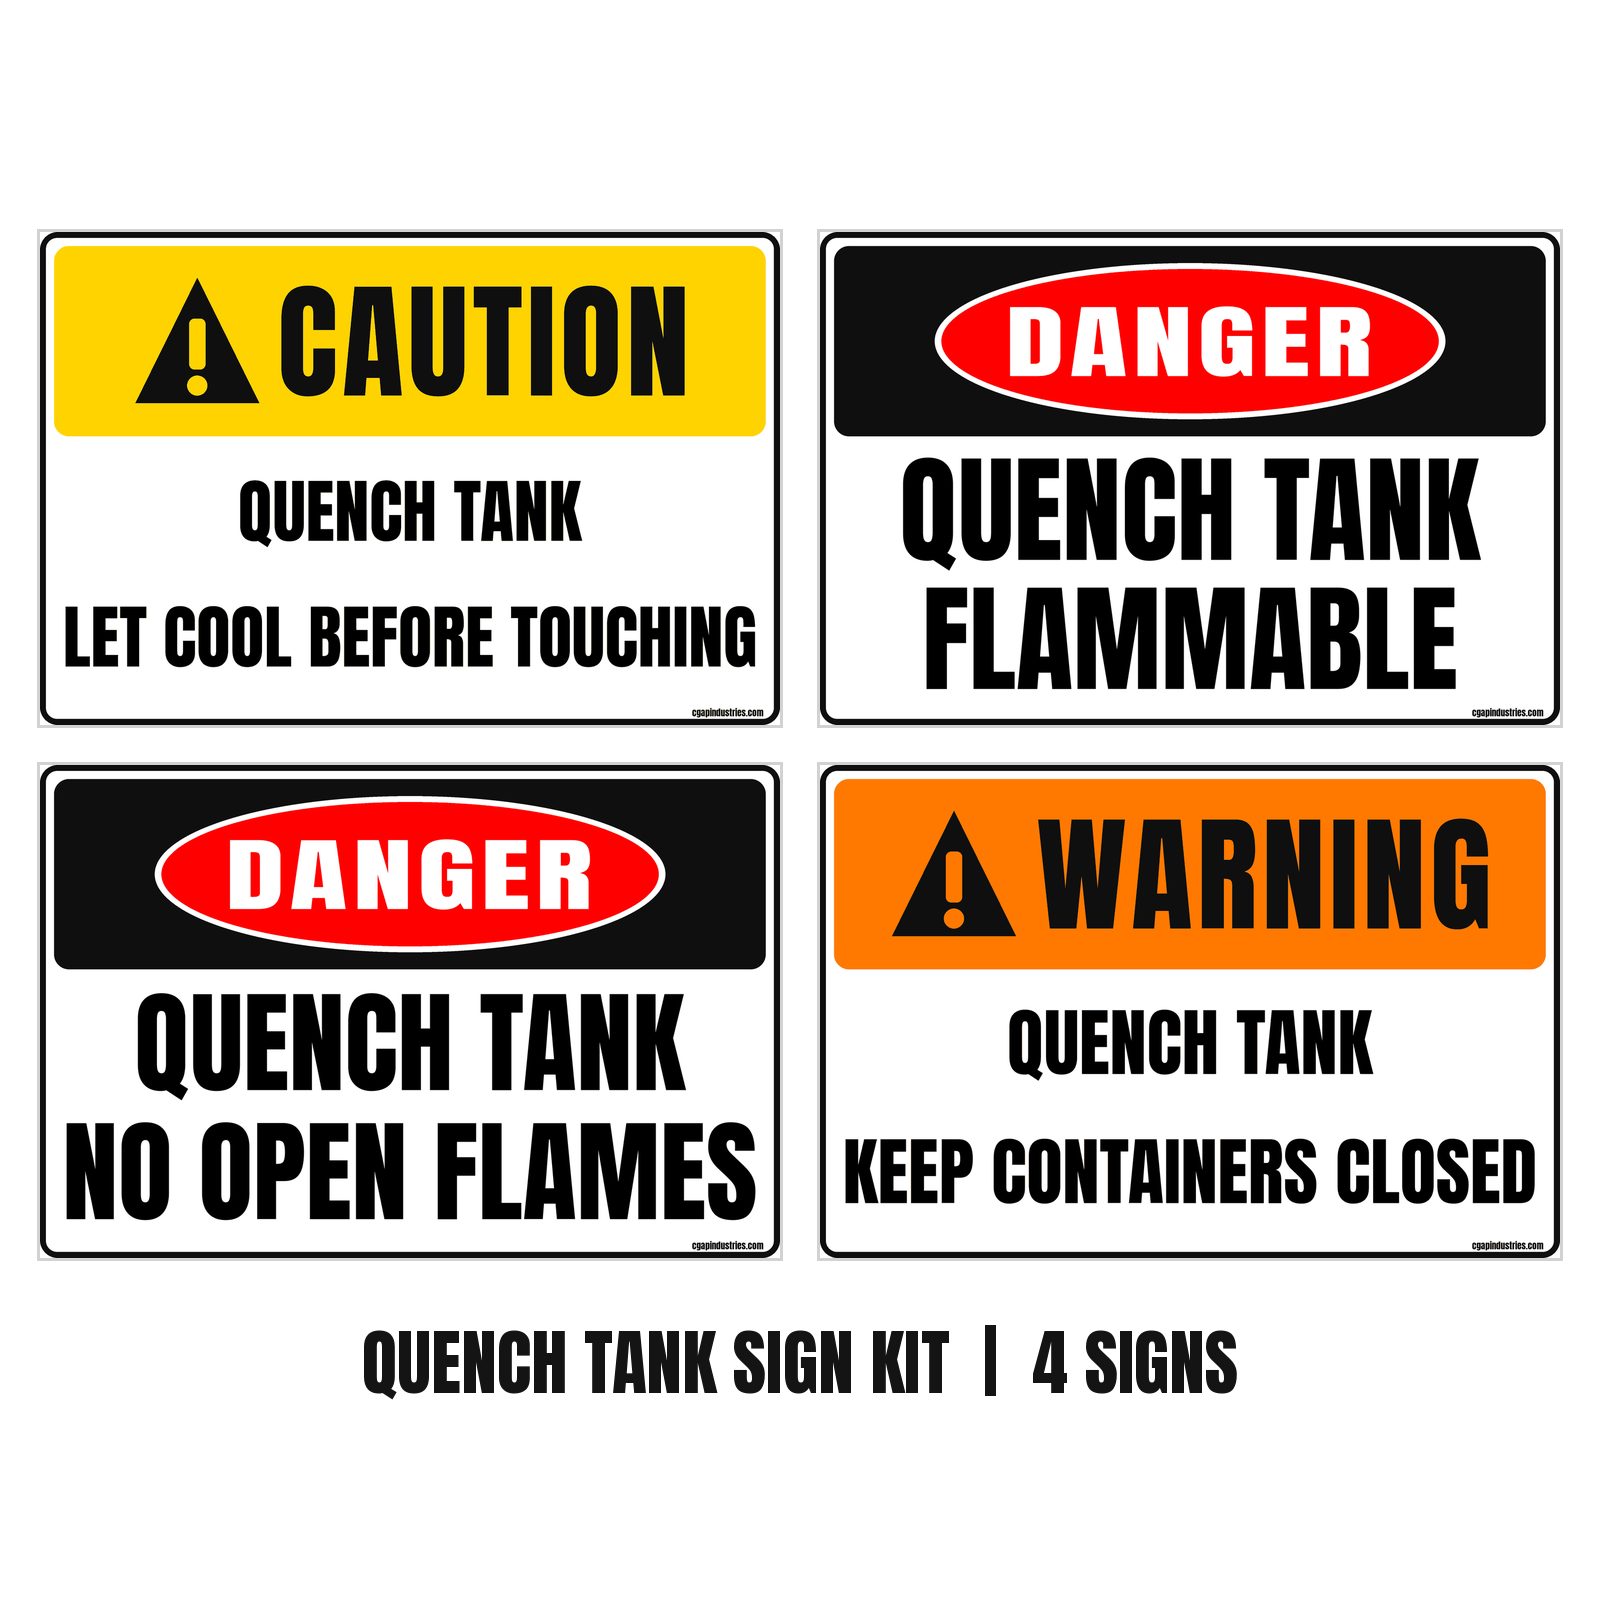 CAUTION
QUENCH TANK
LET COOL BEFORE TOUCHING
cgapindustries.com
DANGER
QUENCH TANK
FLAMMABLE
cgapindustries.com
DANGER
QUENCH TANK
NO OPEN FLAMES
cgapindustries.com
WARNING
QUENCH TANK
KEEP CONTAINERS CLOSED
cgapindustries.com
QUENCH TANK SIGN KIT | 4 SIGNS